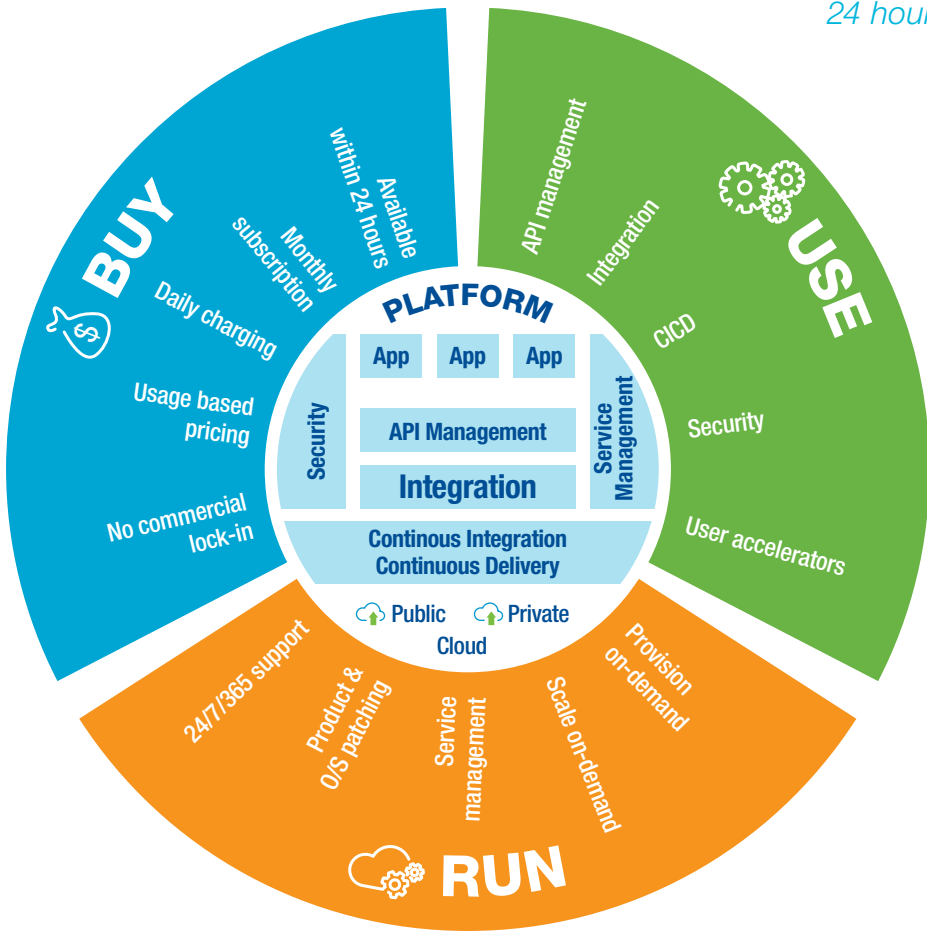 24 hour
BUY
Available
within 24 hours
Monthly
subscription
Daily charging
Usage based
pricing
No commercial
lock-in
USE
API management
Integration
CICD
Security
User accelerators
PLATFORM
App
App
App
Security
API Management
Integration
Service
Management
Continous Integration
Continuous Delivery
Public
Private
Cloud
24/7/365 support
Product &
O/S patching
Service
management
Scale on-demand
Provision
on-demand
RUN